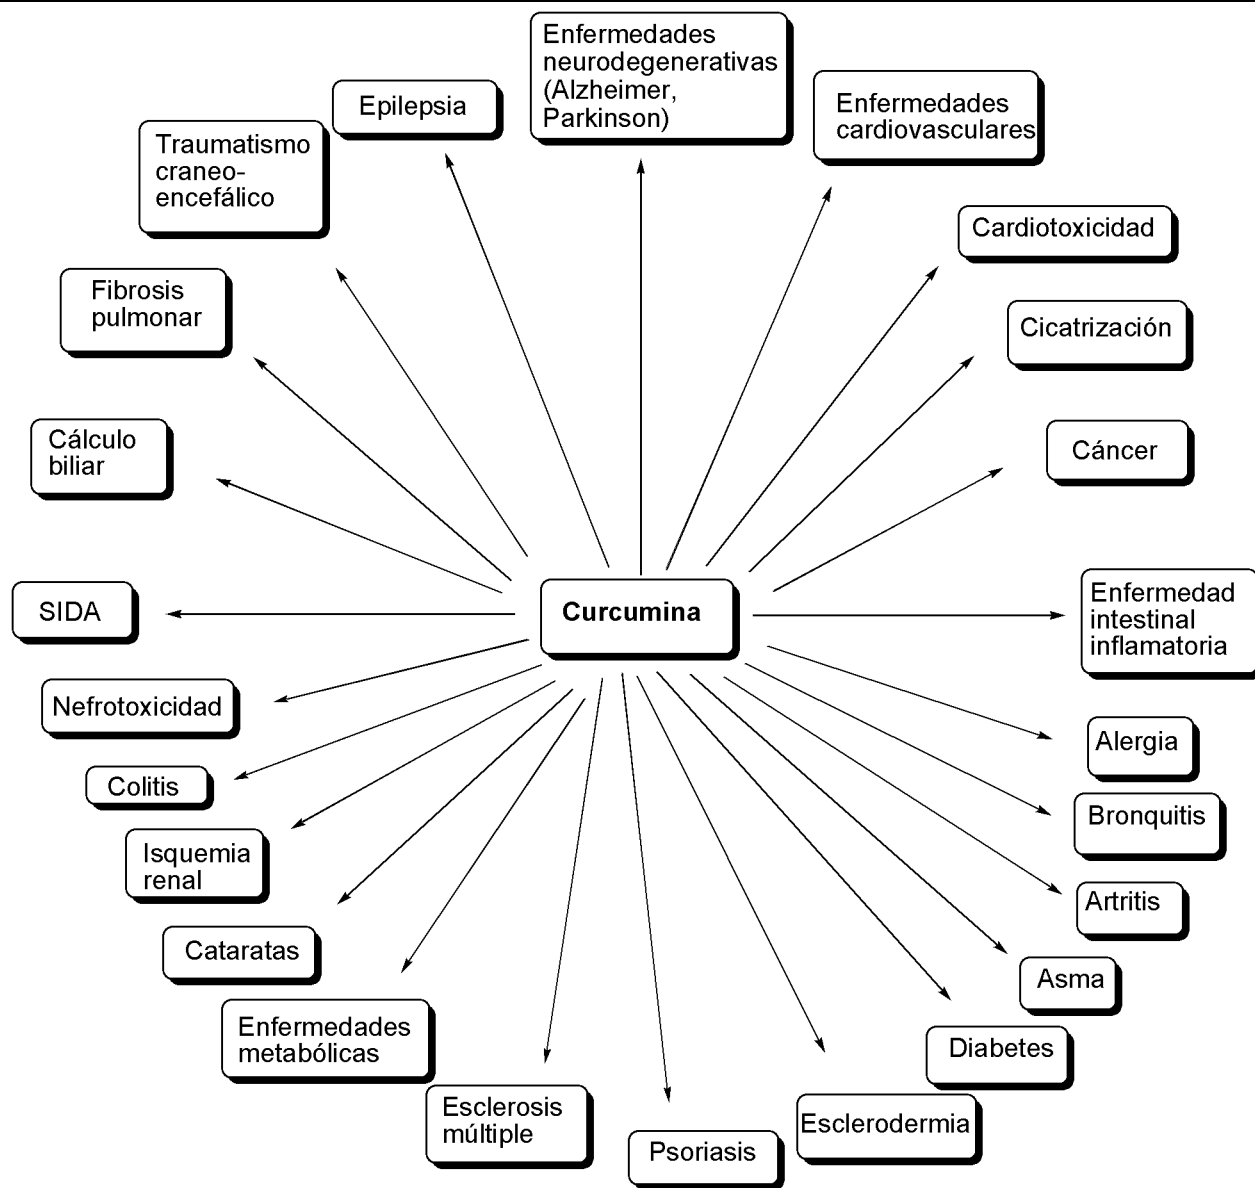 Enfermedades
neurodegenerativas
(Alzheimer,
Parkinson)
Epilepsia
Enfermedades
cardiovasculares
Traumatismo
craneo-
encefálico
Cardiotoxicidad
Fibrosis
pulmonar
Cicatrización
Cálculo
biliar
Cáncer
SIDA
Curcumina
Enfermedad
intestinal
inflamatoria
Nefrotoxicidad
Alergia
Colitis
Bronquitis
Isquemia
renal
Artritis
Cataratas
Asma
Enfermedades
metabólicas
Diabetes
Esclerosis
múltiple
Esclerodermia
Psoriasis